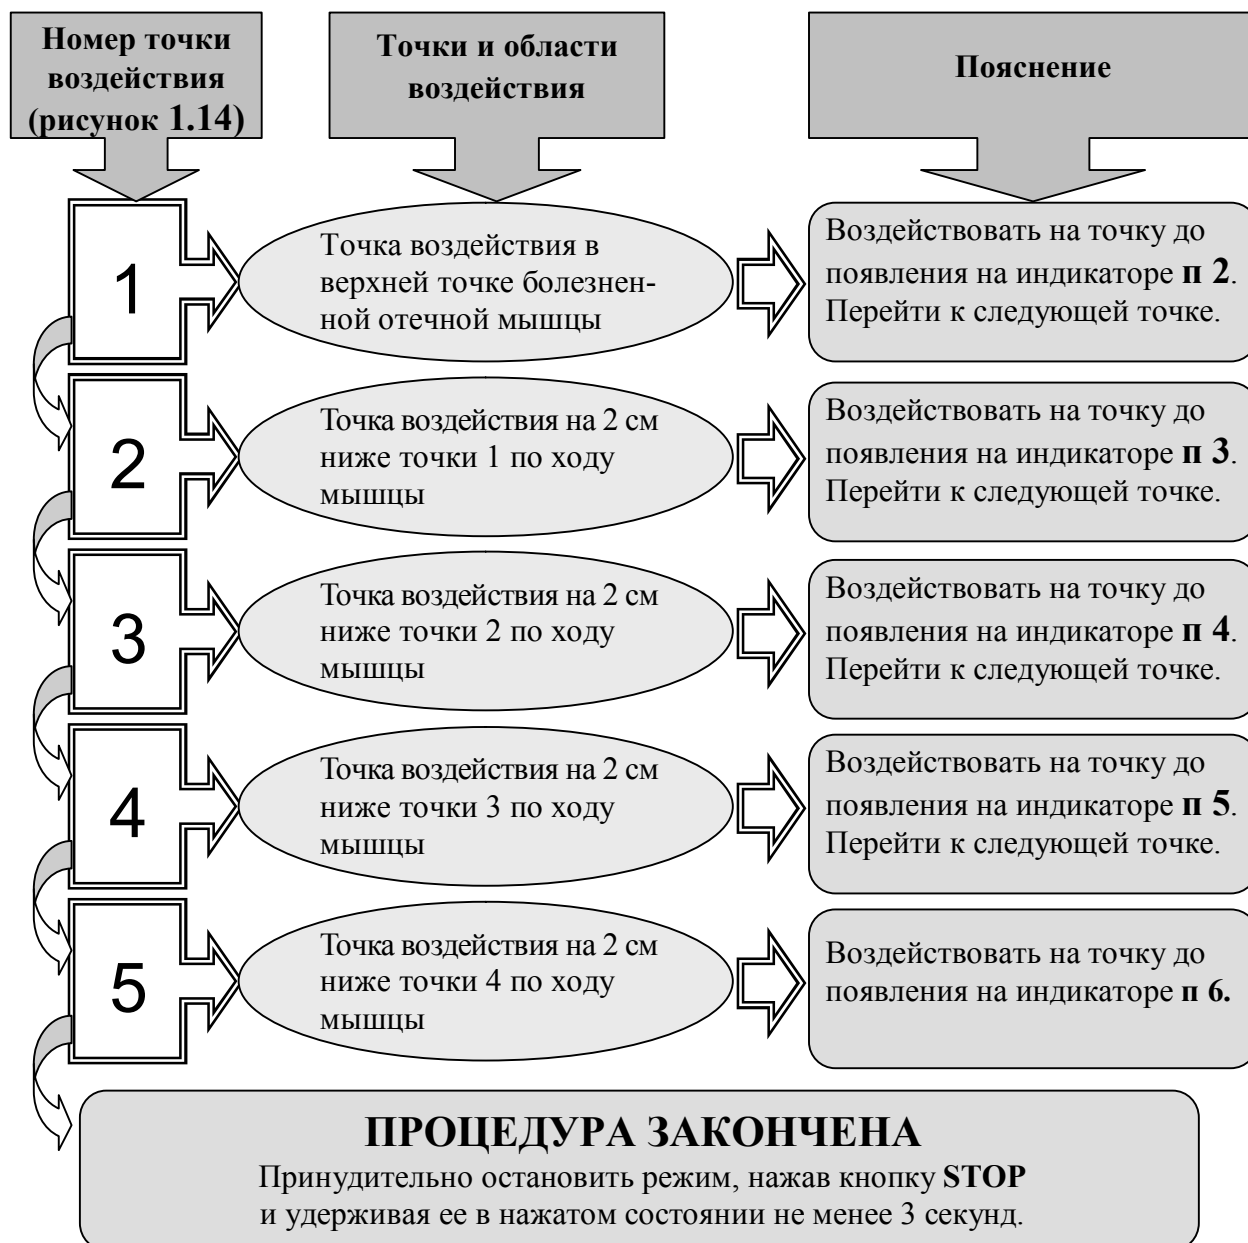 Номер точки
воздействия
(рисунок 1.14)
Точки и области
воздействия
Пояснение
1
Точка воздействия в
верхней точке болезнен-
ной отечной мышцы
Воздействовать на точку до
появления на индикаторе п 2.
Перейти к следующей точке.
2
Точка воздействия на 2 см
ниже точки 1 по ходу
мышцы
Воздействовать на точку до
появления на индикаторе п 3.
Перейти к следующей точке.
3
Точка воздействия на 2 см
ниже точки 2 по ходу
мышцы
Воздействовать на точку до
появления на индикаторе п 4.
Перейти к следующей точке.
4
Точка воздействия на 2 см
ниже точки 3 по ходу
мышцы
Воздействовать на точку до
появления на индикаторе п 5.
Перейти к следующей точке.
5
Точка воздействия на 2 см
ниже точки 4 по ходу
мышцы
Воздействовать на точку до
появления на индикаторе п 6.
ПРОЦЕДУРА ЗАКОНЧЕНА
Принудительно остановить режим, нажав кнопку STOP
и удерживая ее в нажатом состоянии не менее 3 секунд.